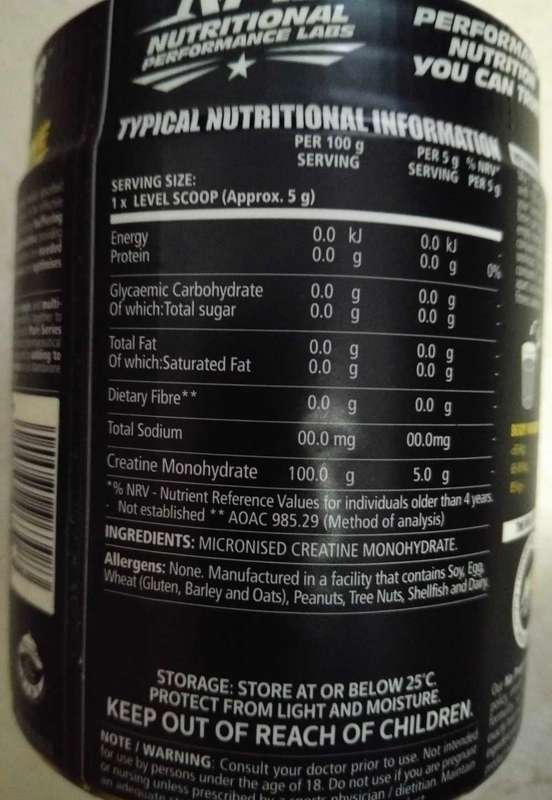 NUTRITIONAL
PERFORMANCE LABS
NUTRITION
YOU CAN
TYPICAL NUTRITIONAL INFORMATION
PER 100 g PER 5 g % NRV*
SERVING SERVING PER 5 g
SERVING SIZE:
1 x LEVEL SCOOP (Approx. 5 g)
Energy 0.0 kJ 0.0 kJ -
Protein 0.0 g 0.0 g 0%
Glycaemic Carbohydrate 0.0 g 0.0 g -
Of which:Total sugar 0.0 g 0.0 g -
Total Fat 0.0 g 0.0 g -
Of which:Saturated Fat 0.0 g 0.0 g -
Dietary Fibre** 0.0 g 0.0 g -
Total Sodium 00.0 mg 00.0mg -
Creatine Monohydrate 100.0 g 5.0 g -
*% NRV - Nutrient Reference Values for individuals older than 4 years.
- Not established ** AOAC 985.29 (Method of analysis)
INGREDIENTS: MICRONISED CREATINE MONOHYDRATE.
Allergens: None. Manufactured in a facility that contains Soy, Egg,
Wheat (Gluten, Barley and Oats), Peanuts, Tree Nuts, Shellfish and Dairy.
STORAGE: STORE AT OR BELOW 25°C.
PROTECT FROM LIGHT AND MOISTURE.
KEEP OUT OF REACH OF CHILDREN.
NOTE / WARNING: Consult your doctor prior to use. Not intended
for use by persons under the age of 18. Do not use if you are pregnant
or nursing unless prescribed by a sports physician / dietitian. Maintain
an adequate